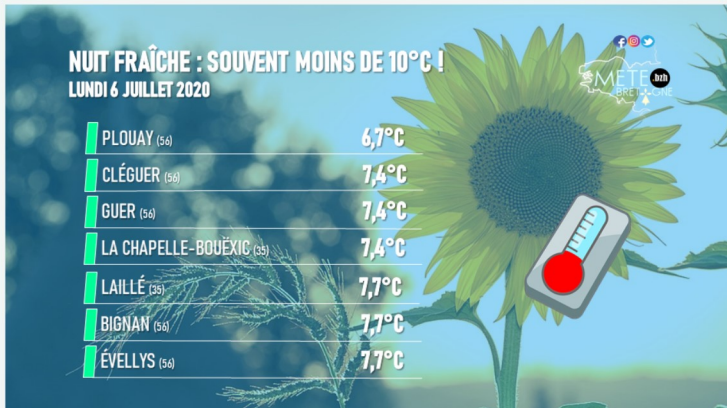 NUIT FRAÎCHE : SOUVENT MOINS DE 10°C !
LUNDI 6 JUILLET 2020
METEO .bzh
BRETAGNE
PLOUAY (56) 6,7°C
CLÉGUER (56) 7,4°C
GUER (56) 7,4°C
LA CHAPELLE-BOUËXIC (35) 7,4°C
LAILLÉ (35) 7,7°C
BIGNAN (56) 7,7°C
ÉVELLYS (56) 7,7°C